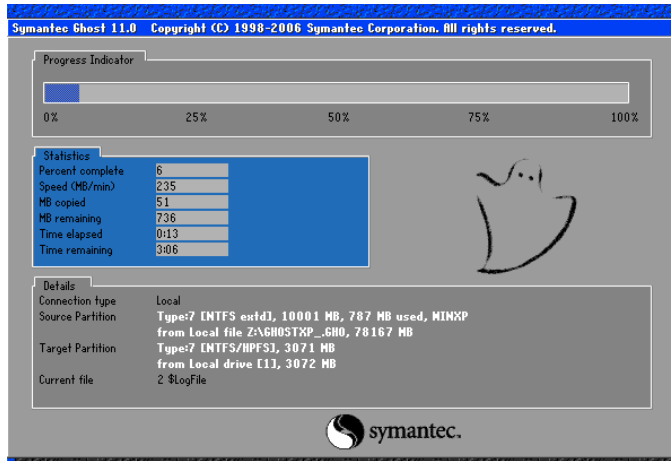 Symantec Ghost 11.0 Copyright (C) 1998-2006 Symantec Corporation. All rights reserved.
Progress Indicator
0% 25% 50% 75% 100%
Statistics
Percent complete 6
Speed (MB/min) 235
MB copied 51
MB remaining 736
Time elapsed 0:13
Time remaining 3:06
Details
Connection type Local
Source Partition Type:7 [NTFS extd], 10001 MB, 787 MB used, MINXP
from Local file Z:\GHOSTXP_.GHO, 78167 MB
Target Partition Type:7 [NTFS/HPFS], 3071 MB
from Local drive [1], 3072 MB
Current file 2 $LogFile
symantec.